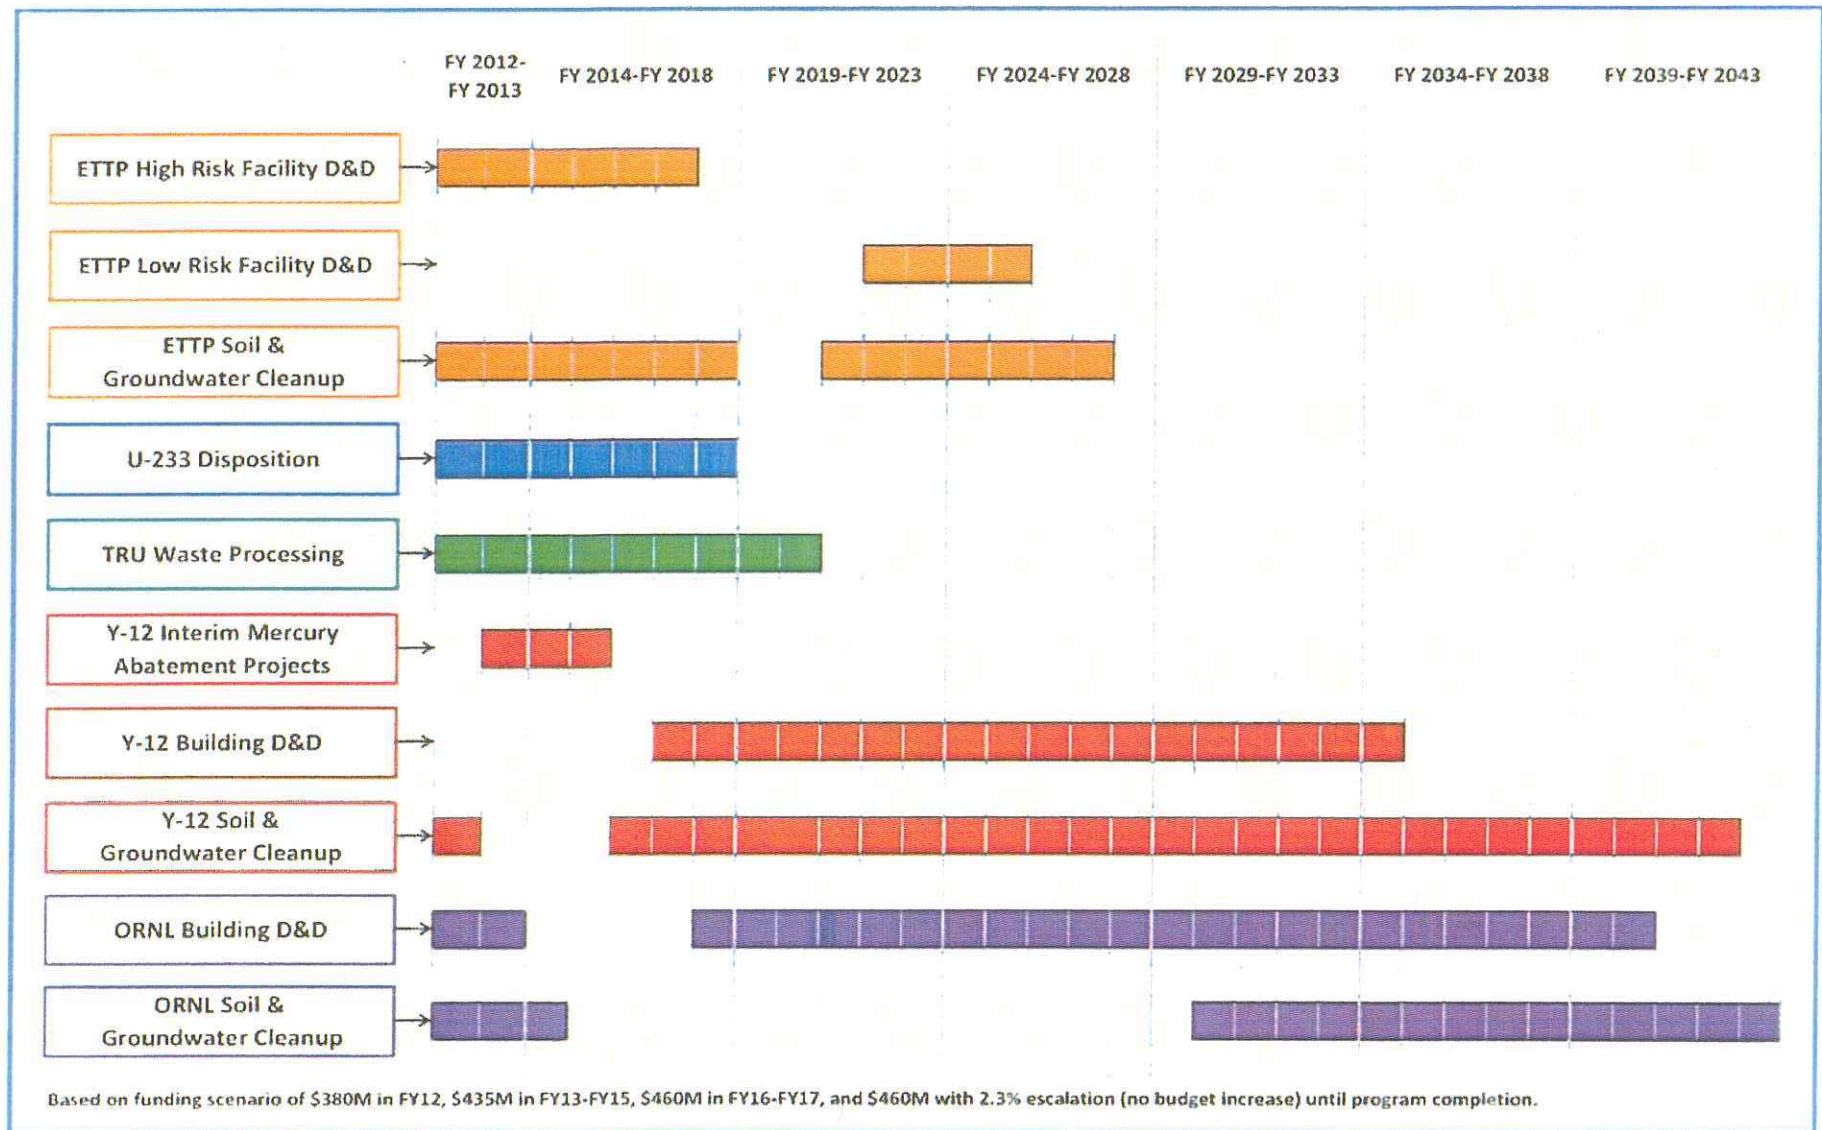 FY 2012-
FY 2013
FY 2014-FY 2018
FY 2019-FY 2023
FY 2024-FY 2028
FY 2029-FY 2033
FY 2034-FY 2038
FY 2039-FY 2043
ETTP High Risk Facility D&D
ETTP Low Risk Facility D&D
ETTP Soil &
Groundwater Cleanup
U-233 Disposition
TRU Waste Processing
Y-12 Interim Mercury
Abatement Projects
Y-12 Building D&D
Y-12 Soil &
Groundwater Cleanup
ORNL Building D&D
ORNL Soil &
Groundwater Cleanup
Based on funding scenario of $380M in FY12, $435M in FY13-FY15, $460M in FY16-FY17, and $460M with 2.3% escalation (no budget increase) until program completion.